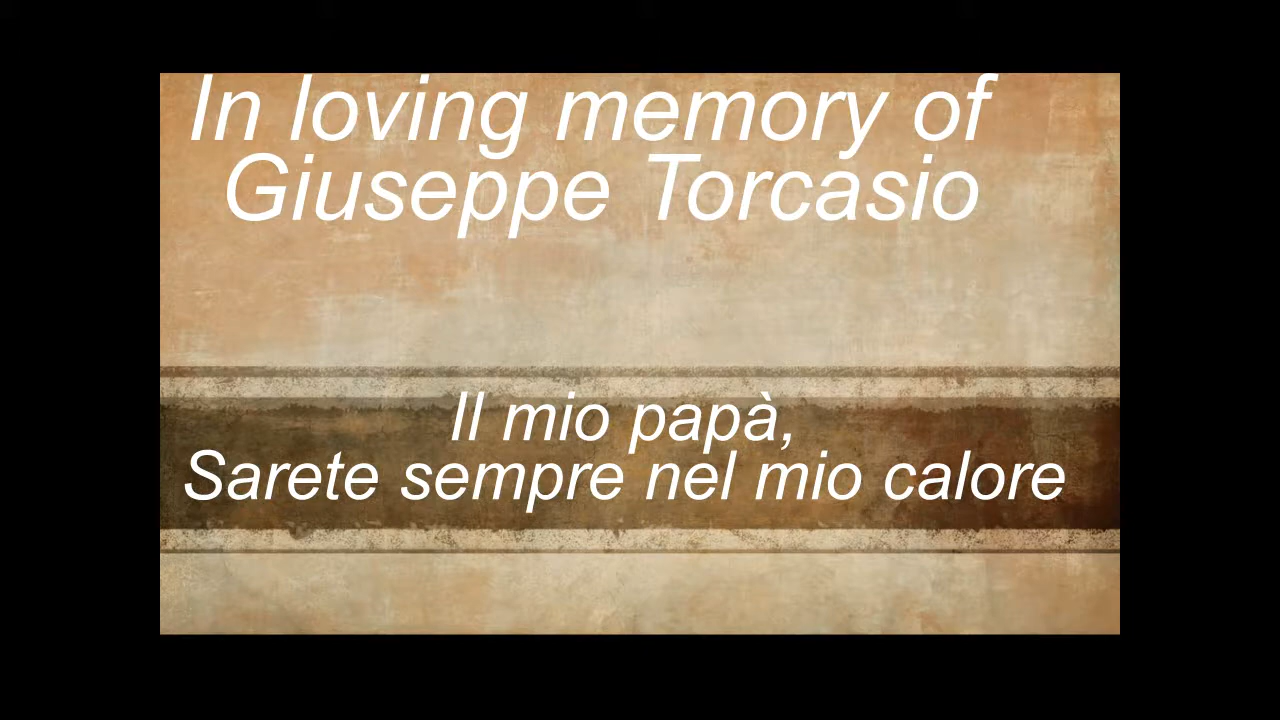 In loving memory of
Giuseppe Torcasio
Il mio papà,
Sarete sempre nel mio calore